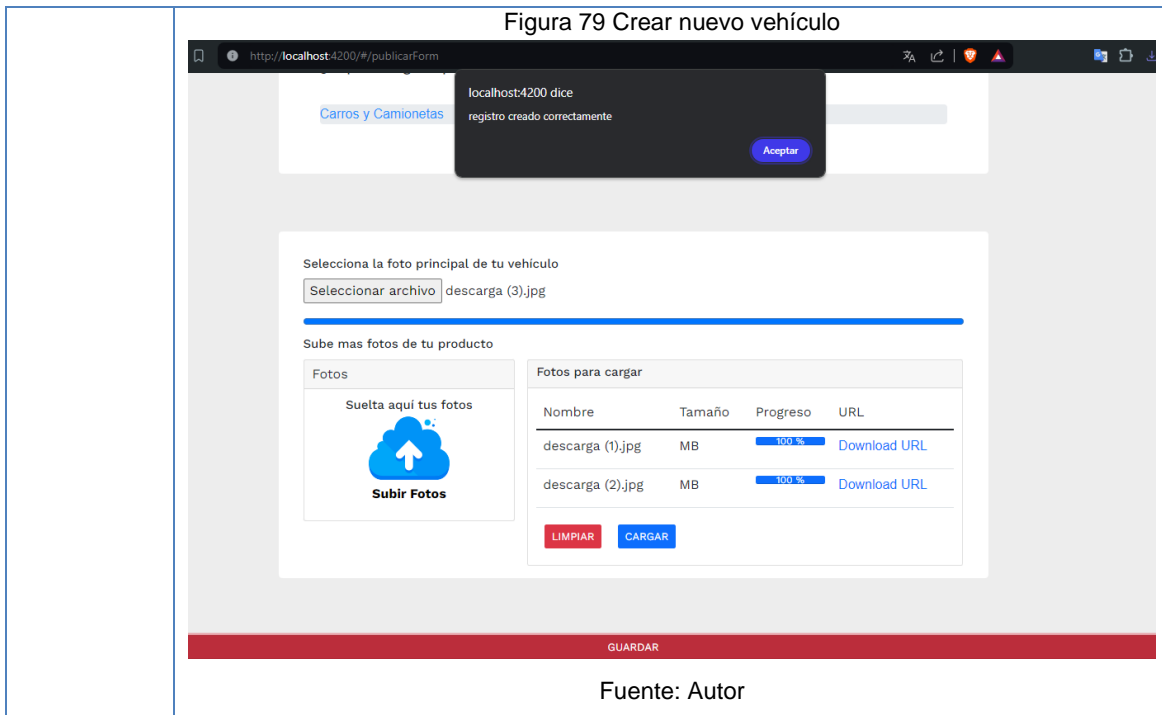 Figura 79 Crear nuevo vehículo
http://localhost:4200/#/publicarForm
localhost:4200 dice
registro creado correctamente
Aceptar
Carros y Camionetas
Selecciona la foto principal de tu vehículo
Seleccionar archivo descarga (3).jpg
Sube mas fotos de tu producto
Fotos
Suelta aquí tus fotos
Subir Fotos
Fotos para cargar
Nombre Tamaño Progreso URL
descarga (1).jpg MB 100 % Download URL
descarga (2).jpg MB 100 % Download URL
LIMPIAR CARGAR
GUARDAR
Fuente: Autor